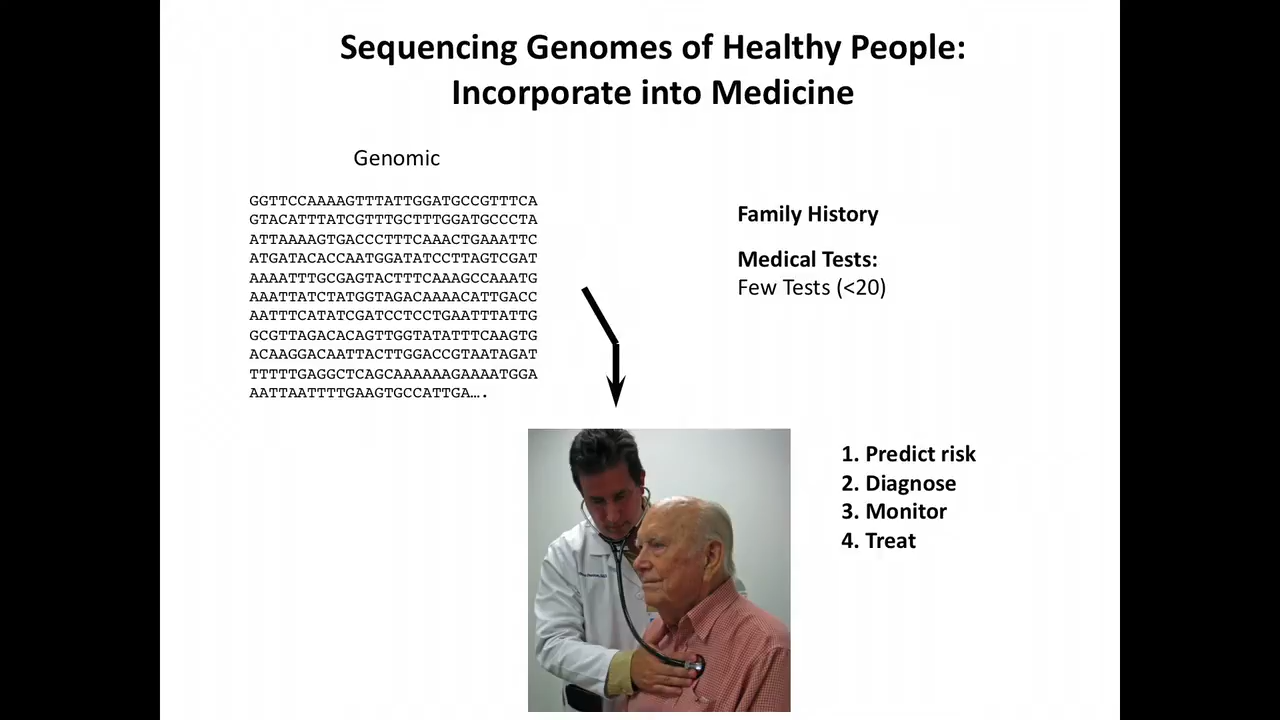 Sequencing Genomes of Healthy People:
Incorporate into Medicine
Genomic
GGTTCCAAAAGTTTATTGGATGCCGTTTCA
GTACATTTATCGTTTGCTTTGGATGCCCTA
ATTAAAAGTGACCCTTTCAAACTGAAATTC
ATGATACACCAATGGATATCCTTAGTCGAT
AAAATTTGCGAGTACTTTCAAAGCCAAATG
AAATTATCTATGGTAGACAAAACATTGACC
AATTTCATATCGATCCTCCTGAATTTATTG
GCGTTAGACACAGTTGGTATATTTCAAGTG
ACAAGGACAATTACTTGGACCGTAATAGAT
TTTTTGAGGCTCAGCAAAAAAGAAAATGGA
AATTAATTTTGAAGTGCCATTGA….
Family History
Medical Tests:
Few Tests (<20)
1. Predict risk
2. Diagnose
3. Monitor
4. Treat